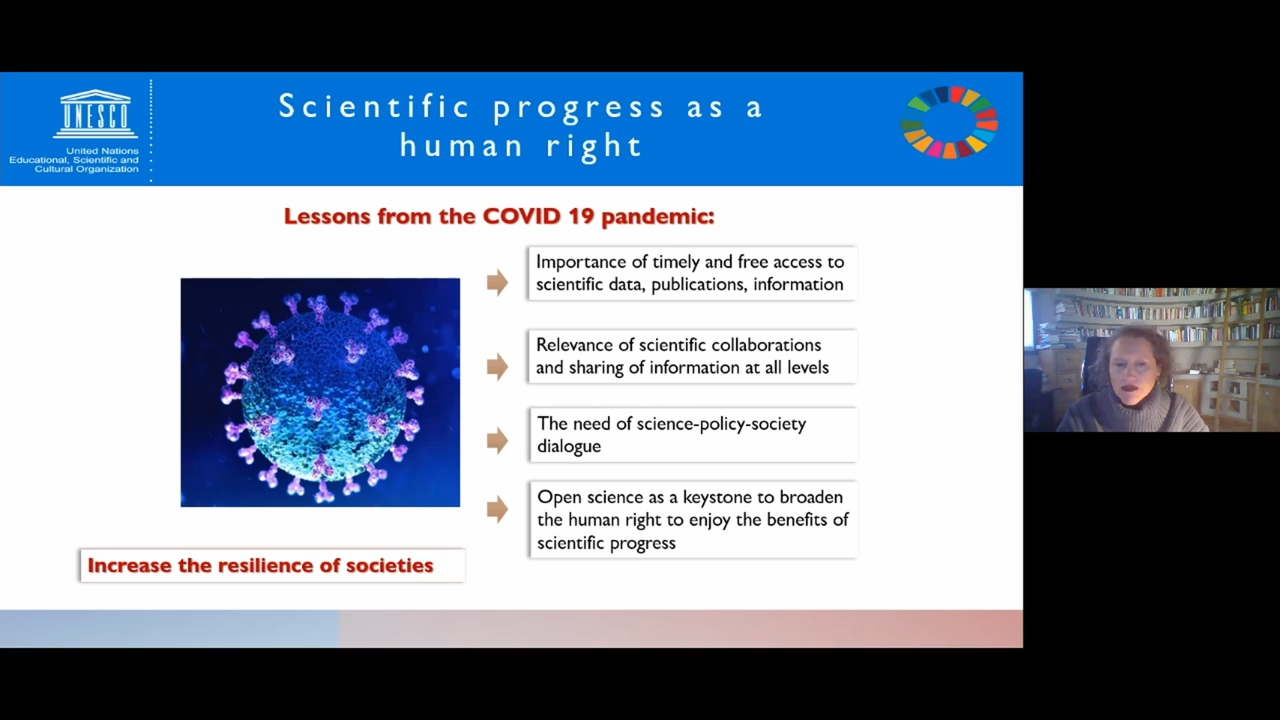 UNESCO
United Nations
Educational, Scientific and
Cultural Organization
Scientific progress as a
human right
Lessons from the COVID 19 pandemic:
Importance of timely and free access to
scientific data, publications, information
Relevance of scientific collaborations
and sharing of information at all levels
The need of science-policy-society
dialogue
Open science as a keystone to broaden
the human right to enjoy the benefits of
scientific progress
Increase the resilience of societies